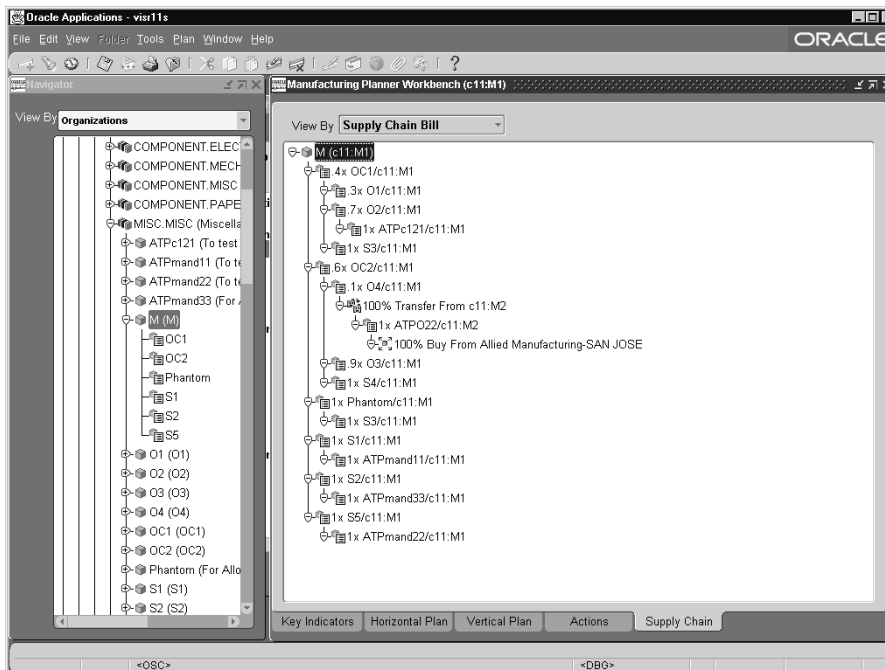 Oracle Applications - visr11s
File Edit View Folder Tools Plan Window Help
ORACLE
Navigator
View By Organizations
COMPONENT.ELEC
COMPONENT.MECH
COMPONENT.MISC
COMPONENT.PAPE
MISC.MISC (Miscella
ATPc121 (To test
ATPmand11 (To te
ATPmand22 (To te
ATPmand33 (For A
M (M)
OC1
OC2
Phantom
S1
S2
S5
O1 (O1)
O2 (O2)
O3 (O3)
O4 (O4)
OC1 (OC1)
OC2 (OC2)
Phantom (For Allo
S1 (S1)
S2 (S2)
Manufacturing Planner Workbench (c11:M1)
View By Supply Chain Bill
M (c11:M1)
.4x OC1/c11:M1
.3x O1/c11:M1
.7x O2/c11:M1
1x ATPc121/c11:M1
1x S3/c11:M1
.6x OC2/c11:M1
.1x O4/c11:M1
100% Transfer From c11:M2
1x ATPO22/c11:M2
100% Buy From Allied Manufacturing-SAN JOSE
.9x O3/c11:M1
1x S4/c11:M1
1x Phantom/c11:M1
1x S3/c11:M1
1x S1/c11:M1
1x ATPmand11/c11:M1
1x S2/c11:M1
1x ATPmand33/c11:M1
1x S5/c11:M1
1x ATPmand22/c11:M1
Key Indicators Horizontal Plan Vertical Plan Actions Supply Chain
<OSC> <DBG>